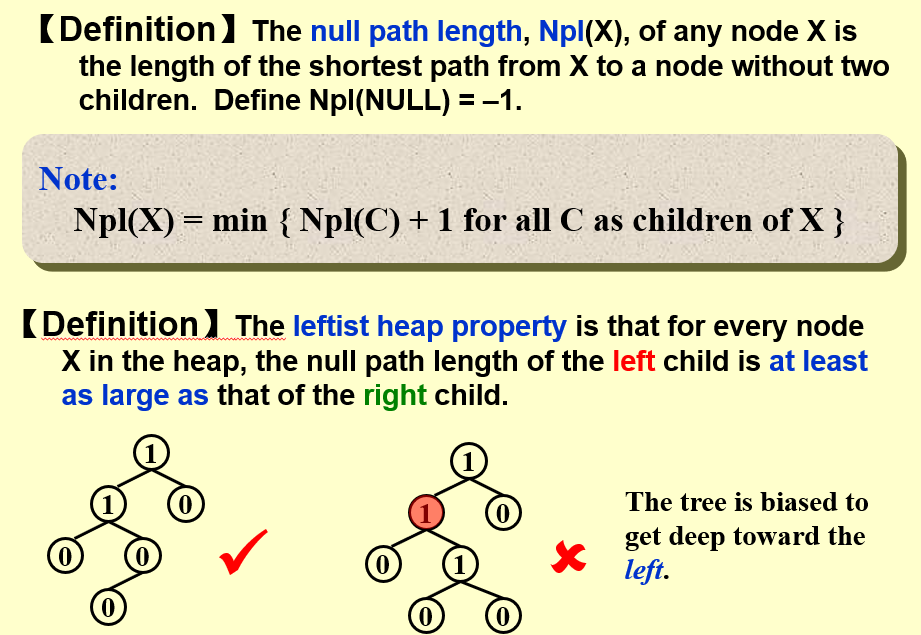 【Definition】The null path length, Npl(X), of any node X is
the length of the shortest path from X to a node without two
children. Define Npl(NULL) = –1.
Note:
Npl(X) = min { Npl(C) + 1 for all C as children of X }
【Definition】The leftist heap property is that for every node
X in the heap, the null path length of the left child is at least
as large as that of the right child.
1
1 0
0 0
0
1
1 0
0 1
0 0
The tree is biased to
get deep toward the
left.